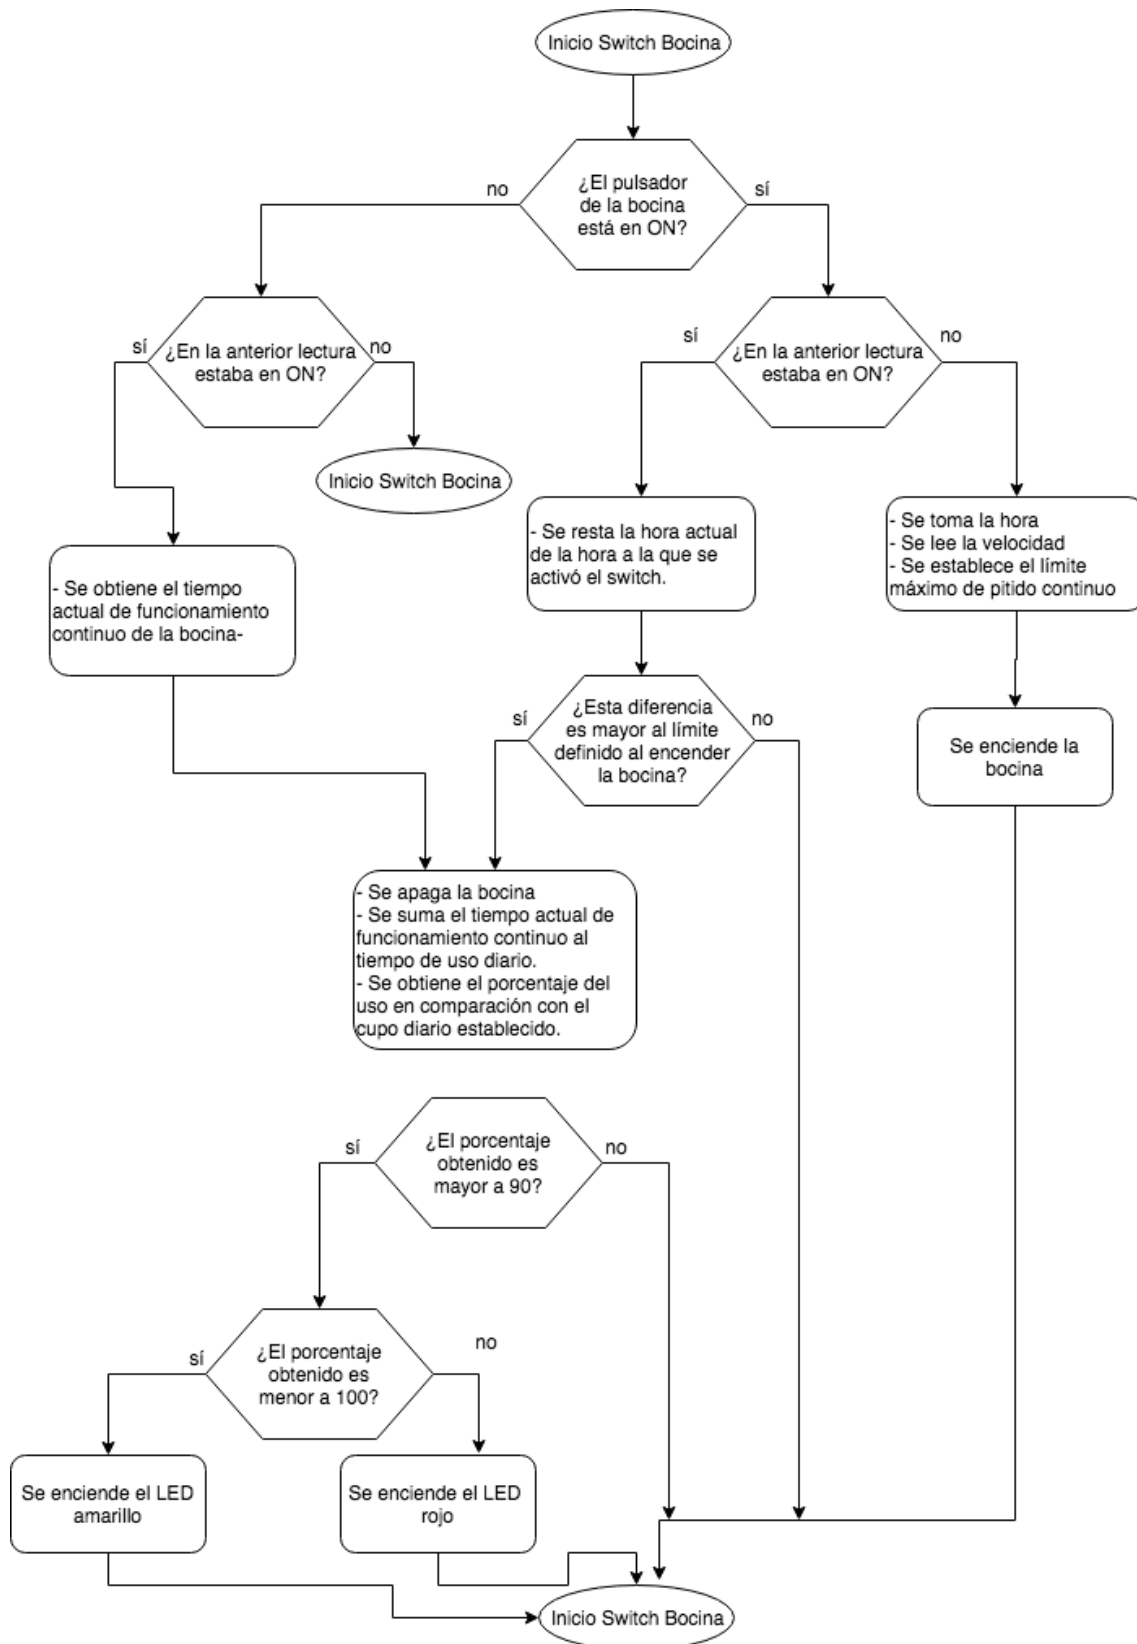 Inicio Switch Bocina
¿El pulsador
de la bocina
está en ON?
no
sí
¿En la anterior lectura
estaba en ON?
sí
no
¿En la anterior lectura
estaba en ON?
sí
no
Inicio Switch Bocina
- Se resta la hora actual
de la hora a la que se
activó el switch.
- Se toma la hora
- Se lee la velocidad
- Se establece el límite
máximo de pitido continuo
- Se obtiene el tiempo
actual de funcionamiento
continuo de la bocina-
¿Esta diferencia
es mayor al límite
definido al encender
la bocina?
sí
no
Se enciende la
bocina
- Se apaga la bocina
- Se suma el tiempo actual de
funcionamiento continuo al
tiempo de uso diario.
- Se obtiene el porcentaje del
uso en comparación con el
cupo diario establecido.
¿El porcentaje
obtenido es
mayor a 90?
sí
no
¿El porcentaje
obtenido es
menor a 100?
sí
no
Se enciende el LED
amarillo
Se enciende el LED
rojo
Inicio Switch Bocina